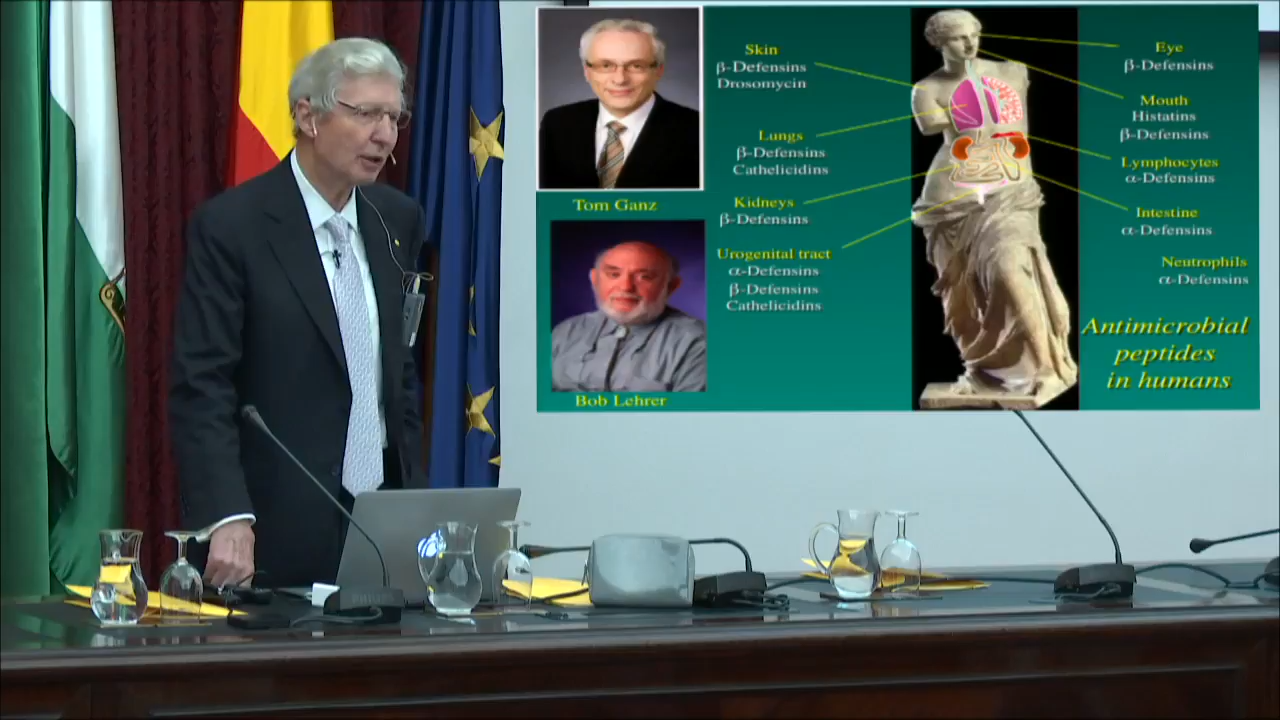 Tom Ganz
Bob Lehrer
Skin
β-Defensins
Drosomycin
Lungs
β-Defensins
Cathelicidins
Kidneys
β-Defensins
Urogenital tract
α-Defensins
β-Defensins
Cathelicidins
Eye
β-Defensins
Mouth
Histatins
β-Defensins
Lymphocytes
α-Defensins
Intestine
α-Defensins
Neutrophils
α-Defensins
Antimicrobial
peptides
in humans
PHILIPS